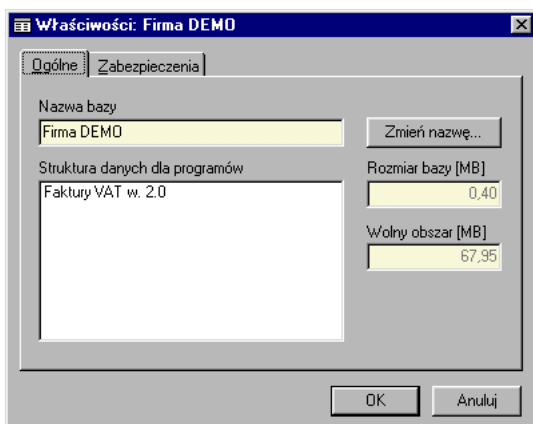 Właściwości: Firma DEMO
Ogólne
Zabezpieczenia
Nazwa bazy
Firma DEMO
Zmień nazwę...
Struktura danych dla programów
Rozmiar bazy [MB]
Faktury VAT w. 2.0
0,40
Wolny obszar [MB]
67,95
OK
Anuluj